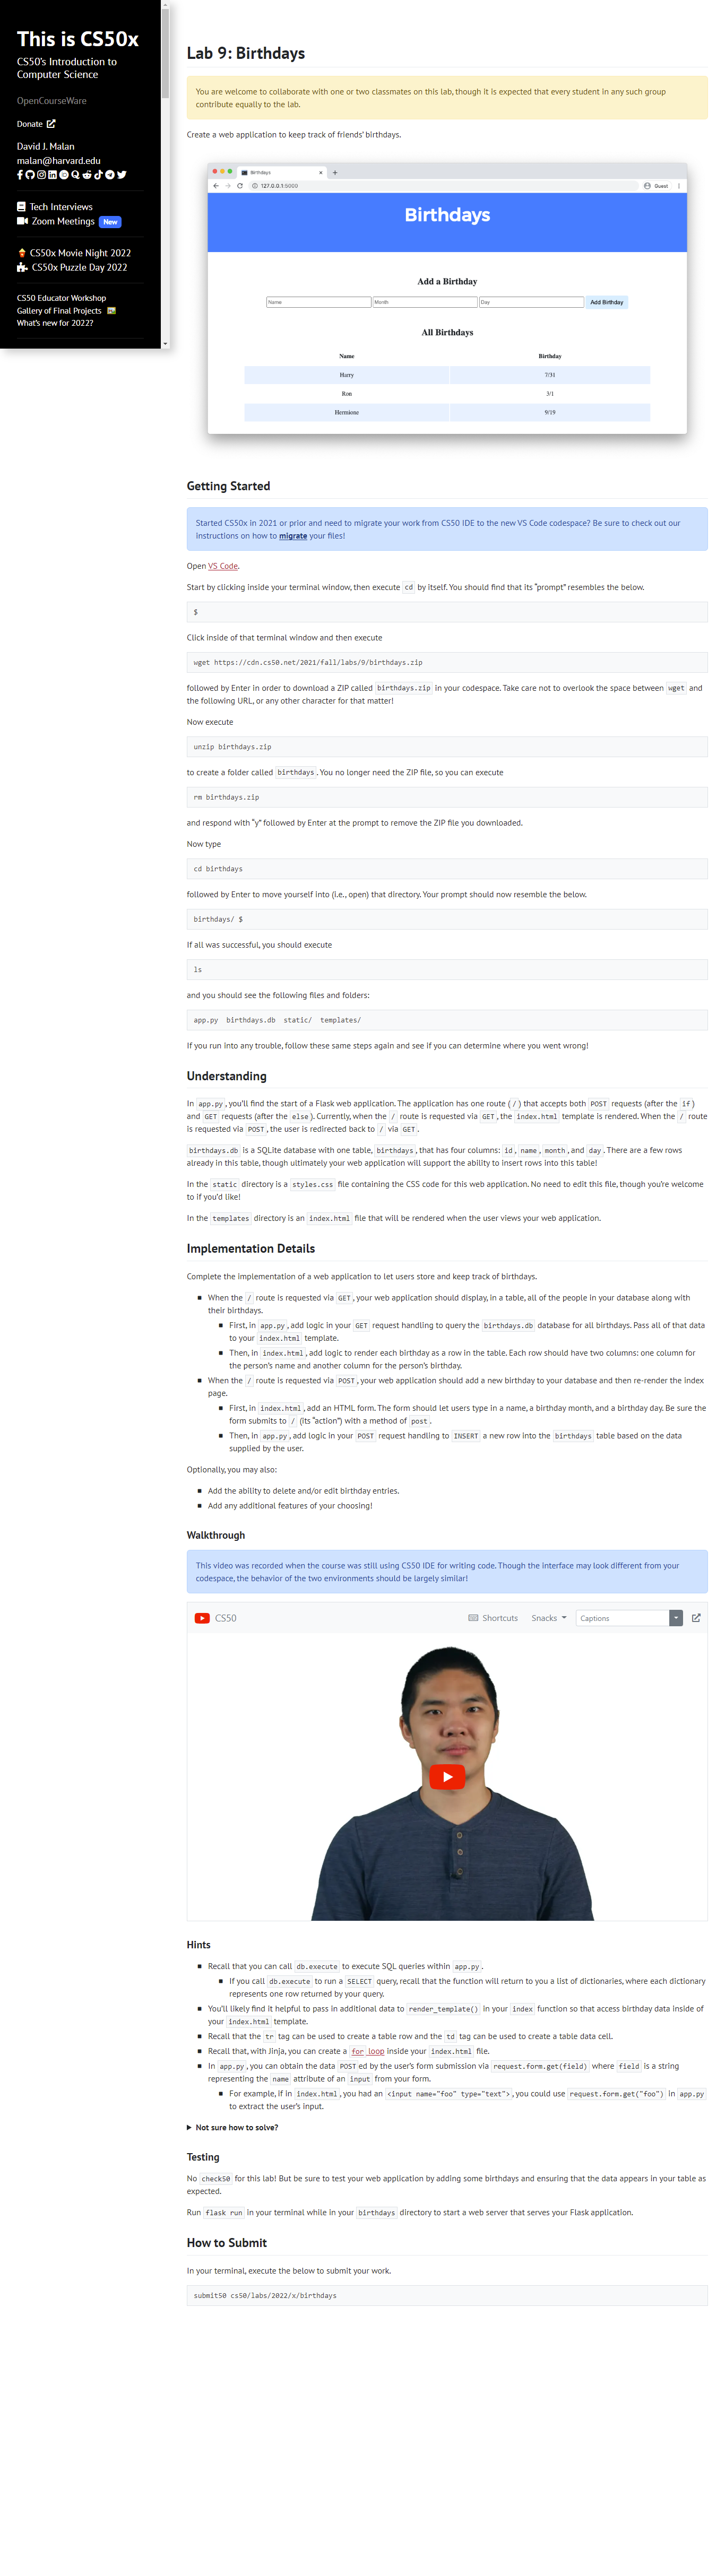 This is CS50x
CS50's Introduction to
Computer Science
OpenCourseWare
Donate
David J. Malan
malan@harvard.edu
Tech Interviews
Zoom Meetings New
CS50x Movie Night 2022
CS50x Puzzle Day 2022
CS50 Educator Workshop
Gallery of Final Projects
What's new for 2022?
Lab 9: Birthdays
You are welcome to collaborate with one or two classmates on this lab, though it is expected that every student in any such group
contribute equally to the lab.
Create a web application to keep track of friends' birthdays.
Birthdays
127.0.0.1:5000
Guest
Birthdays
Add a Birthday
Name Month Day Add Birthday
All Birthdays
Name Birthday
Harry 7/31
Ron 3/1
Hermione 9/19
Getting Started
Started CS50x in 2021 or prior and need to migrate your work from CS50 IDE to the new VS Code codespace? Be sure to check out our
instructions on how to migrate your files!
Open VS Code.
Start by clicking inside your terminal window, then execute cd by itself. You should find that its "prompt" resembles the below.
$
Click inside of that terminal window and then execute
wget https://cdn.cs50.net/2021/fall/labs/9/birthdays.zip
followed by Enter in order to download a ZIP called birthdays.zip in your codespace. Take care not to overlook the space between wget and
the following URL, or any other character for that matter!
Now execute
unzip birthdays.zip
to create a folder called birthdays. You no longer need the ZIP file, so you can execute
rm birthdays.zip
and respond with "y" followed by Enter at the prompt to remove the ZIP file you downloaded.
Now type
cd birthdays
followed by Enter to move yourself into (i.e., open) that directory. Your prompt should now resemble the below.
birthdays/ $
If all was successful, you should execute
ls
and you should see the following files and folders:
app.py birthdays.db static/ templates/
If you run into any trouble, follow these same steps again and see if you can determine where you went wrong!
Understanding
In app.py, you'll find the start of a Flask web application. The application has one route (/) that accepts both POST requests (after the if)
and GET requests (after the else). Currently, when the / route is requested via GET, the index.html template is rendered. When the / route
is requested via POST, the user is redirected back to / via GET.
birthdays.db is a SQLite database with one table, birthdays, that has four columns: id, name, month, and day. There are a few rows
already in this table, though ultimately your web application will support the ability to insert rows into this table!
In the static directory is a styles.css file containing the CSS code for this web application. No need to edit this file, though you're welcome
to if you'd like!
In the templates directory is an index.html file that will be rendered when the user views your web application.
Implementation Details
Complete the implementation of a web application to let users store and keep track of birthdays.
When the / route is requested via GET, your web application should display, in a table, all of the people in your database along with
their birthdays.
First, in app.py, add logic in your GET request handling to query the birthdays.db database for all birthdays. Pass all of that data
to your index.html template.
Then, in index.html, add logic to render each birthday as a row in the table. Each row should have two columns: one column for
the person's name and another column for the person's birthday.
When the / route is requested via POST, your web application should add a new birthday to your database and then re-render the index
page.
First, in index.html, add an HTML form. The form should let users type in a name, a birthday month, and a birthday day. Be sure the
form submits to / (its "action") with a method of post.
Then, in app.py, add logic in your POST request handling to INSERT a new row into the birthdays table based on the data
supplied by the user.
Optionally, you may also:
Add the ability to delete and/or edit birthday entries.
Add any additional features of your choosing!
Walkthrough
This video was recorded when the course was still using CS50 IDE for writing code. Though the interface may look different from your
codespace, the behavior of the two environments should be largely similar!
CS50 Shortcuts Snacks Captions
Hints
Recall that you can call db.execute to execute SQL queries within app.py.
If you call db.execute to run a SELECT query, recall that the function will return to you a list of dictionaries, where each dictionary
represents one row returned by your query.
You'll likely find it helpful to pass in additional data to render_template() in your index function so that access birthday data inside of
your index.html template.
Recall that the tr tag can be used to create a table row and the td tag can be used to create a table data cell.
Recall that, with Jinja, you can create a for loop inside your index.html file.
In app.py, you can obtain the data POSTed by the user's form submission via request.form.get(field) where field is a string
representing the name attribute of an input from your form.
For example, if in index.html, you had an <input name="foo" type="text">, you could use request.form.get("foo") in app.py
to extract the user's input.
Not sure how to solve?
Testing
No check50 for this lab! But be sure to test your web application by adding some birthdays and ensuring that the data appears in your table as
expected.
Run flask run in your terminal while in your birthdays directory to start a web server that serves your Flask application.
How to Submit
In your terminal, execute the below to submit your work.
submit50 cs50/labs/2022/x/birthdays